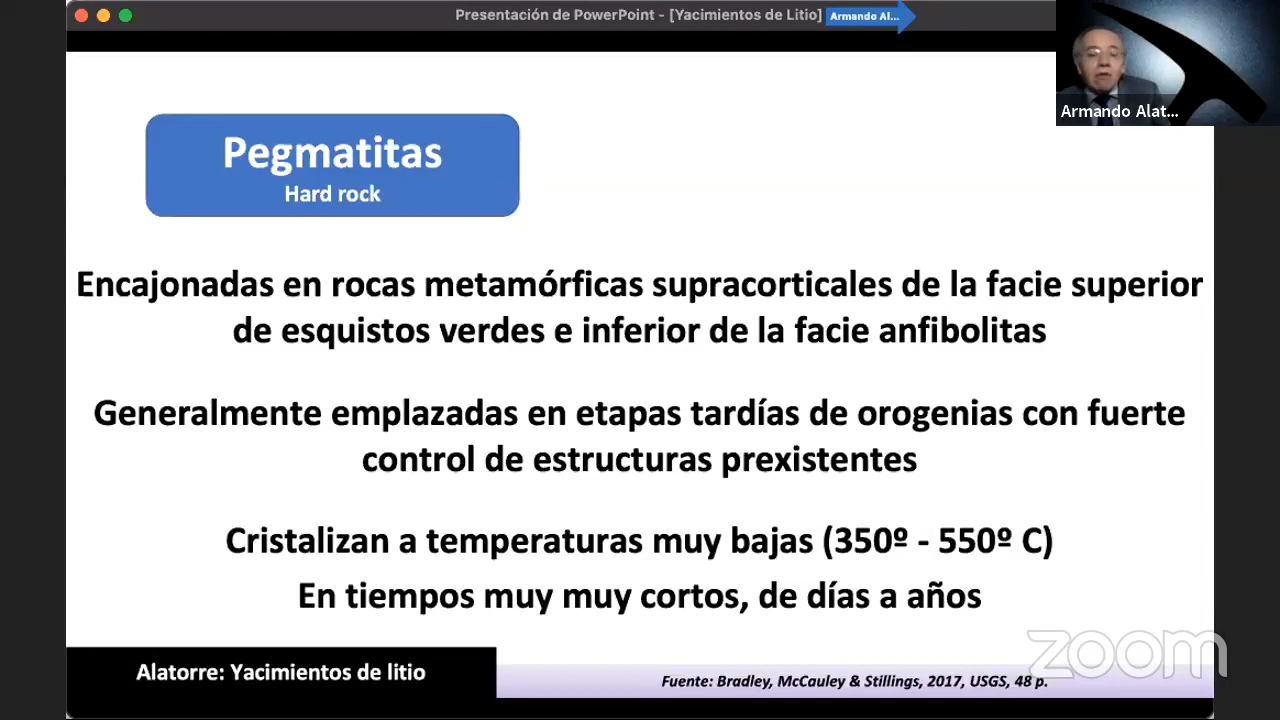 Presentación de PowerPoint - [Yacimientos de Litio]
Armando Al...
Armando Alat...
Pegmatitas
Hard rock
Encajonadas en rocas metamórficas supracorticales de la facie superior
de esquistos verdes e inferior de la facie anfibolitas
Generalmente emplazadas en etapas tardías de orogenias con fuerte
control de estructuras prexistentes
Cristalizan a temperaturas muy bajas (350º - 550º C)
En tiempos muy muy cortos, de días a años
zoom
Alatorre: Yacimientos de litio
Fuente: Bradley, McCauley & Stillings, 2017, USGS, 48 p.